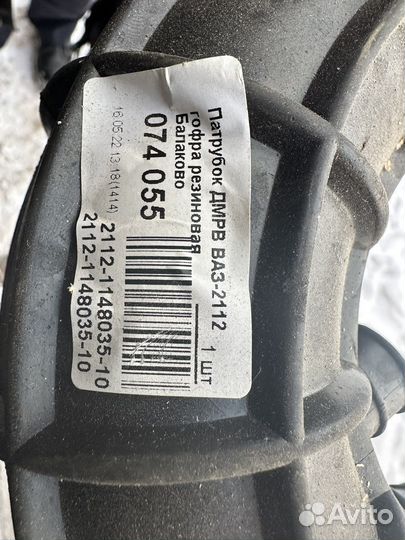 Патрубок ДМРВ ВАЗ-2112
гофра резиновая
Балаково
1 шт
074 055
2112-1148035-10
16.05.22 13:18(1414)
2112-1148035-10
Avito